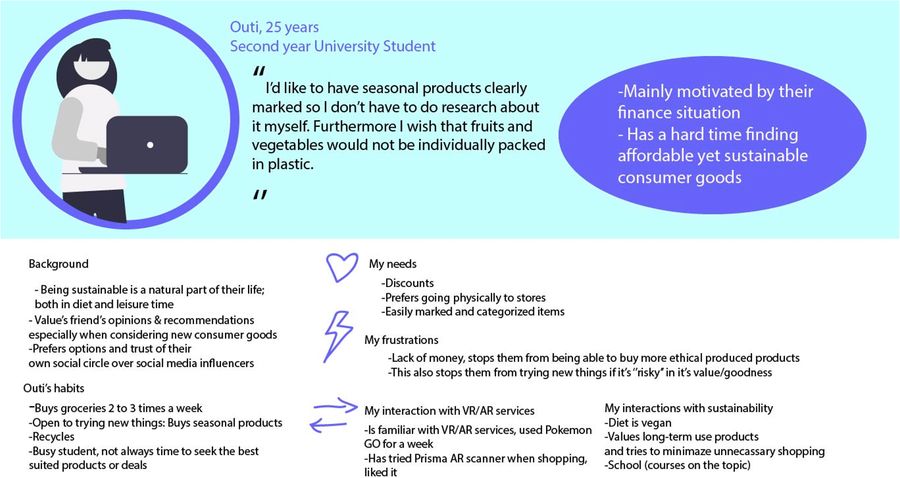 Outi, 25 years
Second year University Student
“
I’d like to have seasonal products clearly
marked so I don’t have to do research about
it myself. Furthermore I wish that fruits and
vegetables would not be individually packed
in plastic.
”
-Mainly motivated by their
finance situation
- Has a hard time finding
affordable yet sustainable
consumer goods
Background
- Being sustainable is a natural part of their life;
both in diet and leisure time
- Value’s friend’s opinions & recommendations
especially when considering new consumer goods
-Prefers options and trust of their
own social circle over social media influencers
Outi’s habits
-Buys groceries 2 to 3 times a week
-Open to trying new things: Buys seasonal products
-Recycles
-Busy student, not always time to seek the best
suited products or deals
My needs
-Discounts
-Prefers going physically to stores
-Easily marked and categorized items
My frustrations
-Lack of money, stops them from being able to buy more ethical produced products
-This also stops them from trying new things if it’s ‘’risky’’ in it’s value/goodness
My interaction with VR/AR services
-Is familiar with VR/AR services, used Pokemon
GO for a week
-Has tried Prisma AR scanner when shopping,
liked it
My interactions with sustainability
-Diet is vegan
-Values long-term use products
and tries to minimaze unnecassary shopping
-School (courses on the topic)